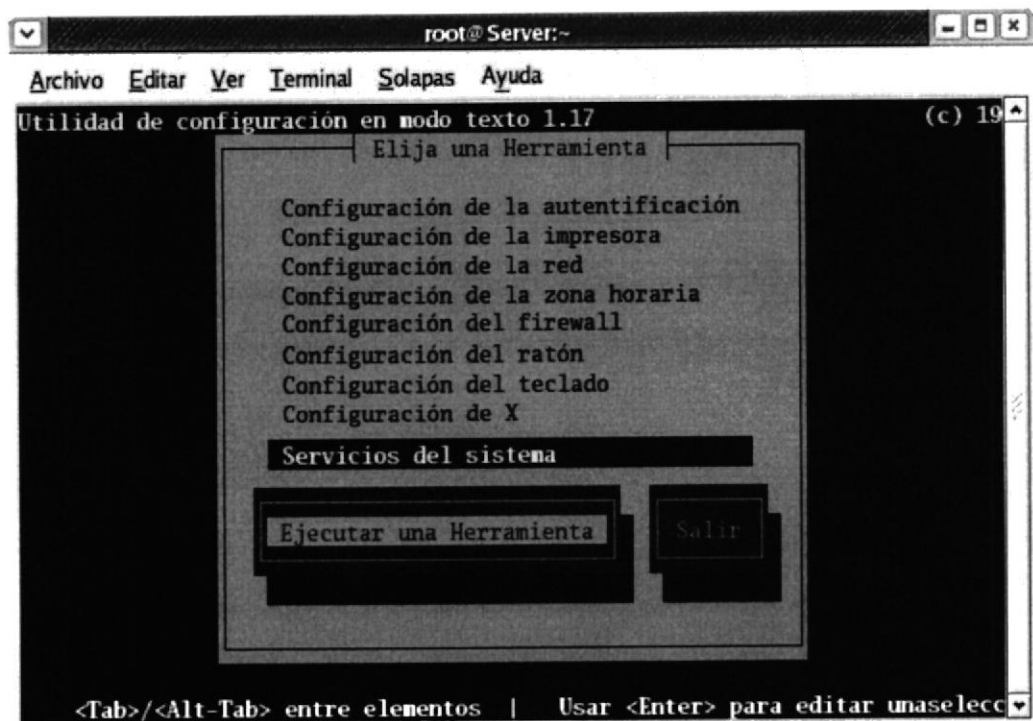 root@Server:~
Archivo Editar Ver Terminal Solapas Ayuda
Utilidad de configuración en modo texto 1.17 (c) 19
Elija una Herramienta
Configuración de la autentificación
Configuración de la impresora
Configuración de la red
Configuración de la zona horaria
Configuración del firewall
Configuración del ratón
Configuración del teclado
Configuración de X
Servicios del sistema
Ejecutar una Herramienta Salir
<Tab>/<Alt-Tab> entre elementos | Usar <Enter> para editar unaselecc